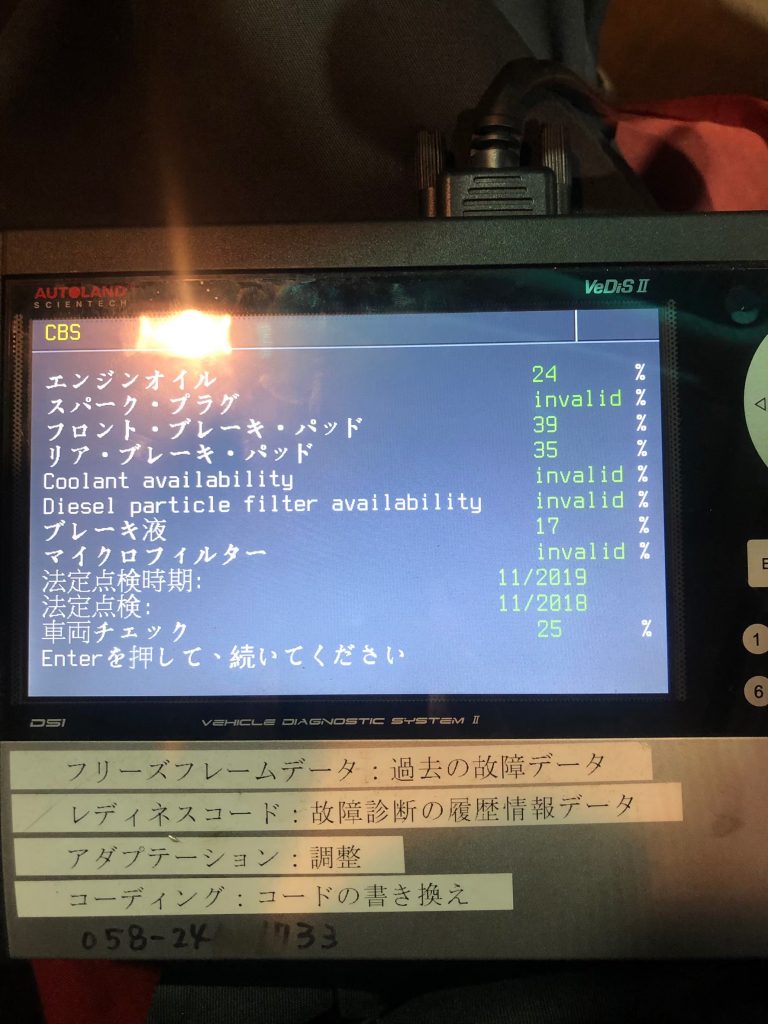 AUTOLAND
SCIENTECH
VeDiS II
CBS
エンジンオイル 24 %
スパーク・プラグ invalid %
フロント・ブレーキ・パッド 39 %
リア・ブレーキ・パッド 35 %
Coolant availability invalid %
Diesel particle filter availability invalid %
ブレーキ液 17 %
マイクロフィルター invalid %
法定点検時期: 11/2019
法定点検: 11/2018
車両チェック 25 %
Enterを押して、続いてください
1
6
DS1 VEHICLE DIAGNOSTIC SYSTEM II
フリーズフレームデータ：過去の故障データ
レディネスコード：故障診断の履歴情報データ
アダプテーション：調整
コーディング：コードの書き換え
058-24 1733